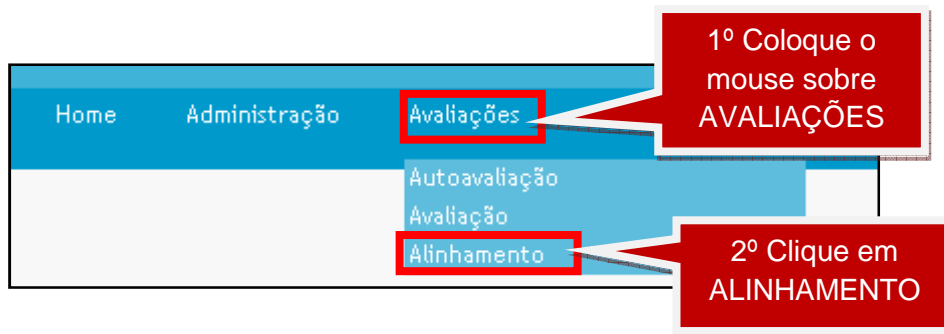 1º Coloque o
mouse sobre
AVALIAÇÕES
Home Administração Avaliações
Autoavaliação
Avaliação
Alinhamento
2º Clique em
ALINHAMENTO